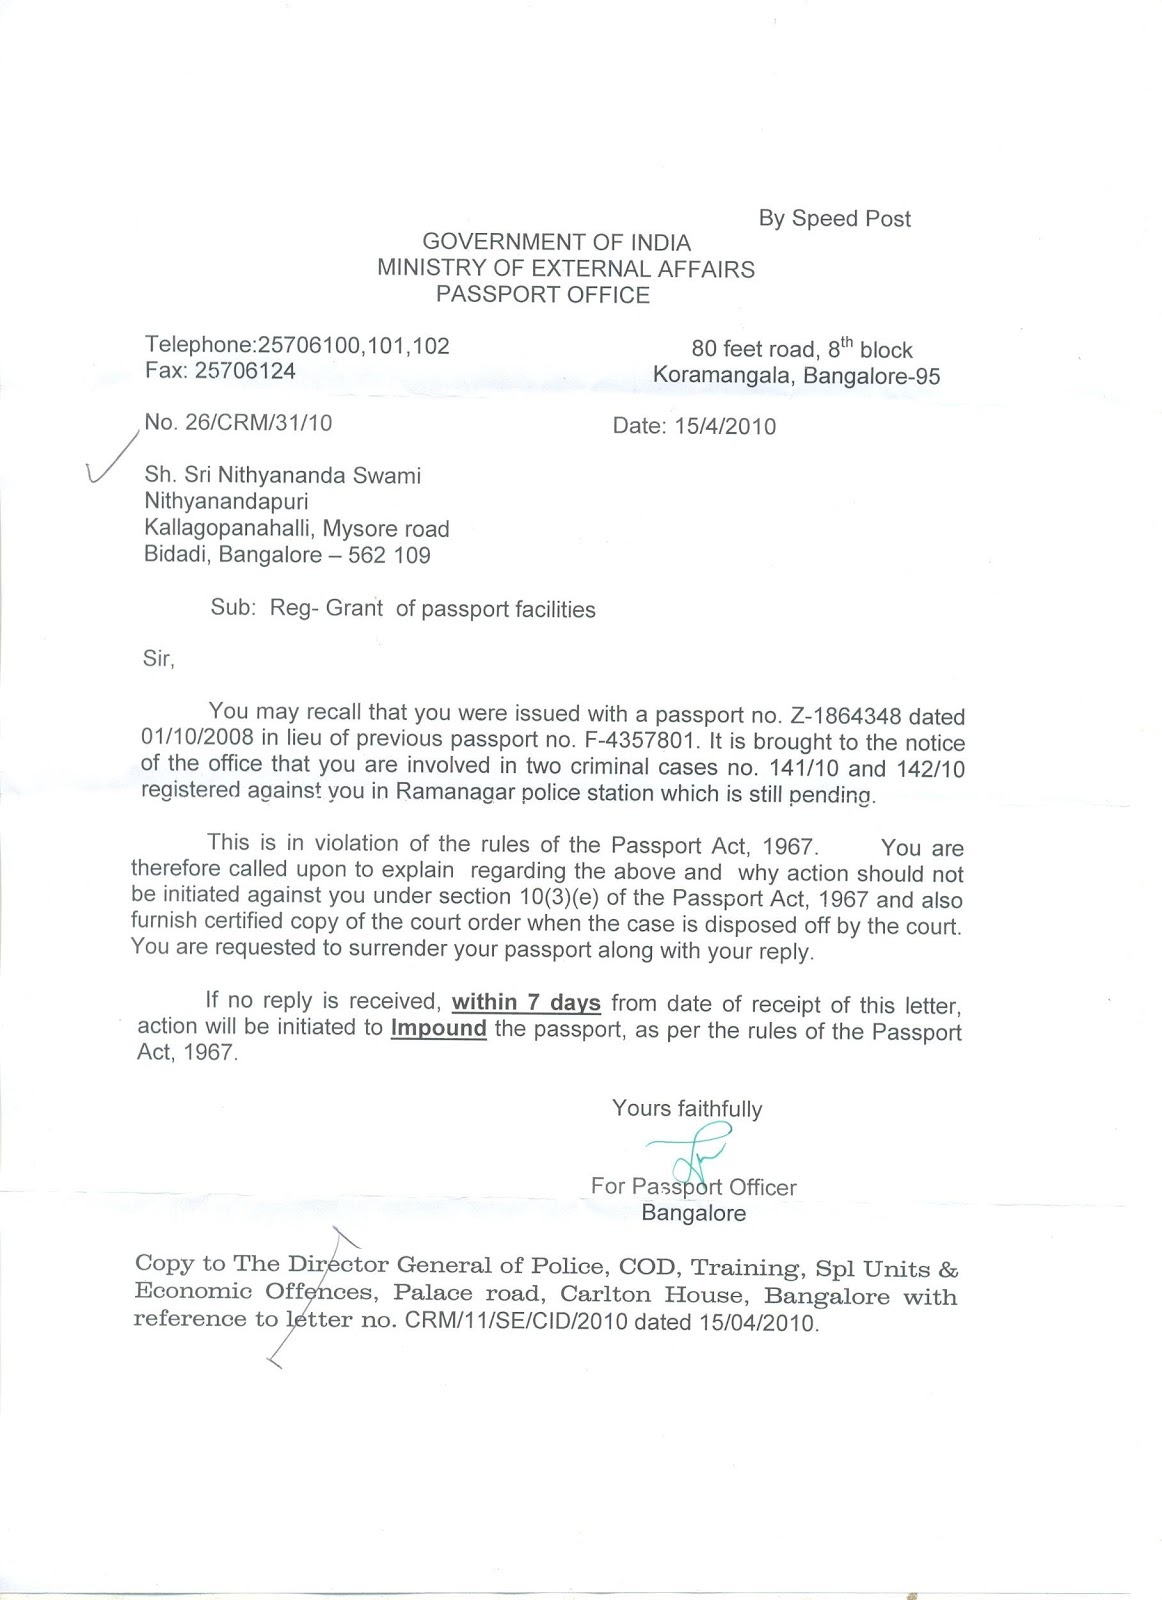 By Speed Post
GOVERNMENT OF INDIA
MINISTRY OF EXTERNAL AFFAIRS
PASSPORT OFFICE
Telephone:25706100,101,102
Fax: 25706124
80 feet road, 8th block
Koramangala, Bangalore-95
No. 26/CRM/31/10
Date: 15/4/2010
Sh. Sri Nithyananda Swami
Nithyanandapuri
Kallagopanahalli, Mysore road
Bidadi, Bangalore – 562 109
Sub: Reg- Grant of passport facilities
Sir,
You may recall that you were issued with a passport no. Z-1864348 dated
01/10/2008 in lieu of previous passport no. F-4357801. It is brought to the notice
of the office that you are involved in two criminal cases no. 141/10 and 142/10
registered against you in Ramanagar police station which is still pending.
This is in violation of the rules of the Passport Act, 1967. You are
therefore called upon to explain regarding the above and why action should not
be initiated against you under section 10(3)(e) of the Passport Act, 1967 and also
furnish certified copy of the court order when the case is disposed off by the court.
You are requested to surrender your passport along with your reply.
If no reply is received, within 7 days from date of receipt of this letter,
action will be initiated to Impound the passport, as per the rules of the Passport
Act, 1967.
Yours faithfully
For Passport Officer
Bangalore
Copy to The Director General of Police, COD, Training, Spl Units &
Economic Offences, Palace road, Carlton House, Bangalore with
reference to letter no. CRM/11/SE/CID/2010 dated 15/04/2010.